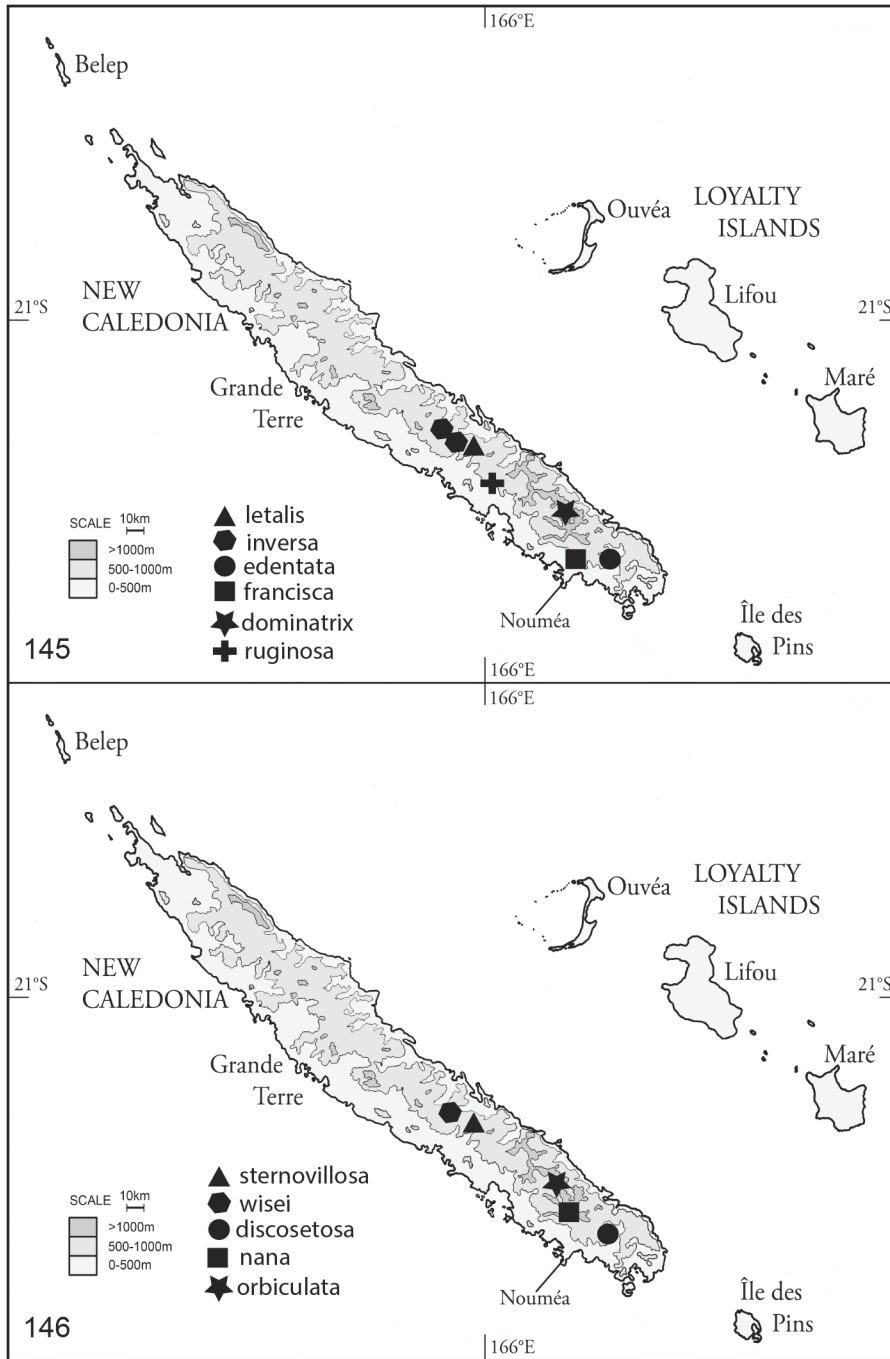 166°E
Belep
Ouvéa
LOYALTY
ISLANDS
Lifou
NEW
CALEDONIA
21°S
21°S
Maré
Grande
Terre
SCALE 10km
>1000m
500-1000m
0-500m
letalis
inversa
edentata
francisca
dominatrix
ruginosa
Nouméa
Île des
Pins
145
166°E
166°E
Belep
Ouvéa
LOYALTY
ISLANDS
Lifou
NEW
CALEDONIA
21°S
21°S
Maré
Grande
Terre
SCALE 10km
>1000m
500-1000m
0-500m
sternovillosa
wisei
discosetosa
nana
orbiculata
Nouméa
Île des
Pins
146
166°E